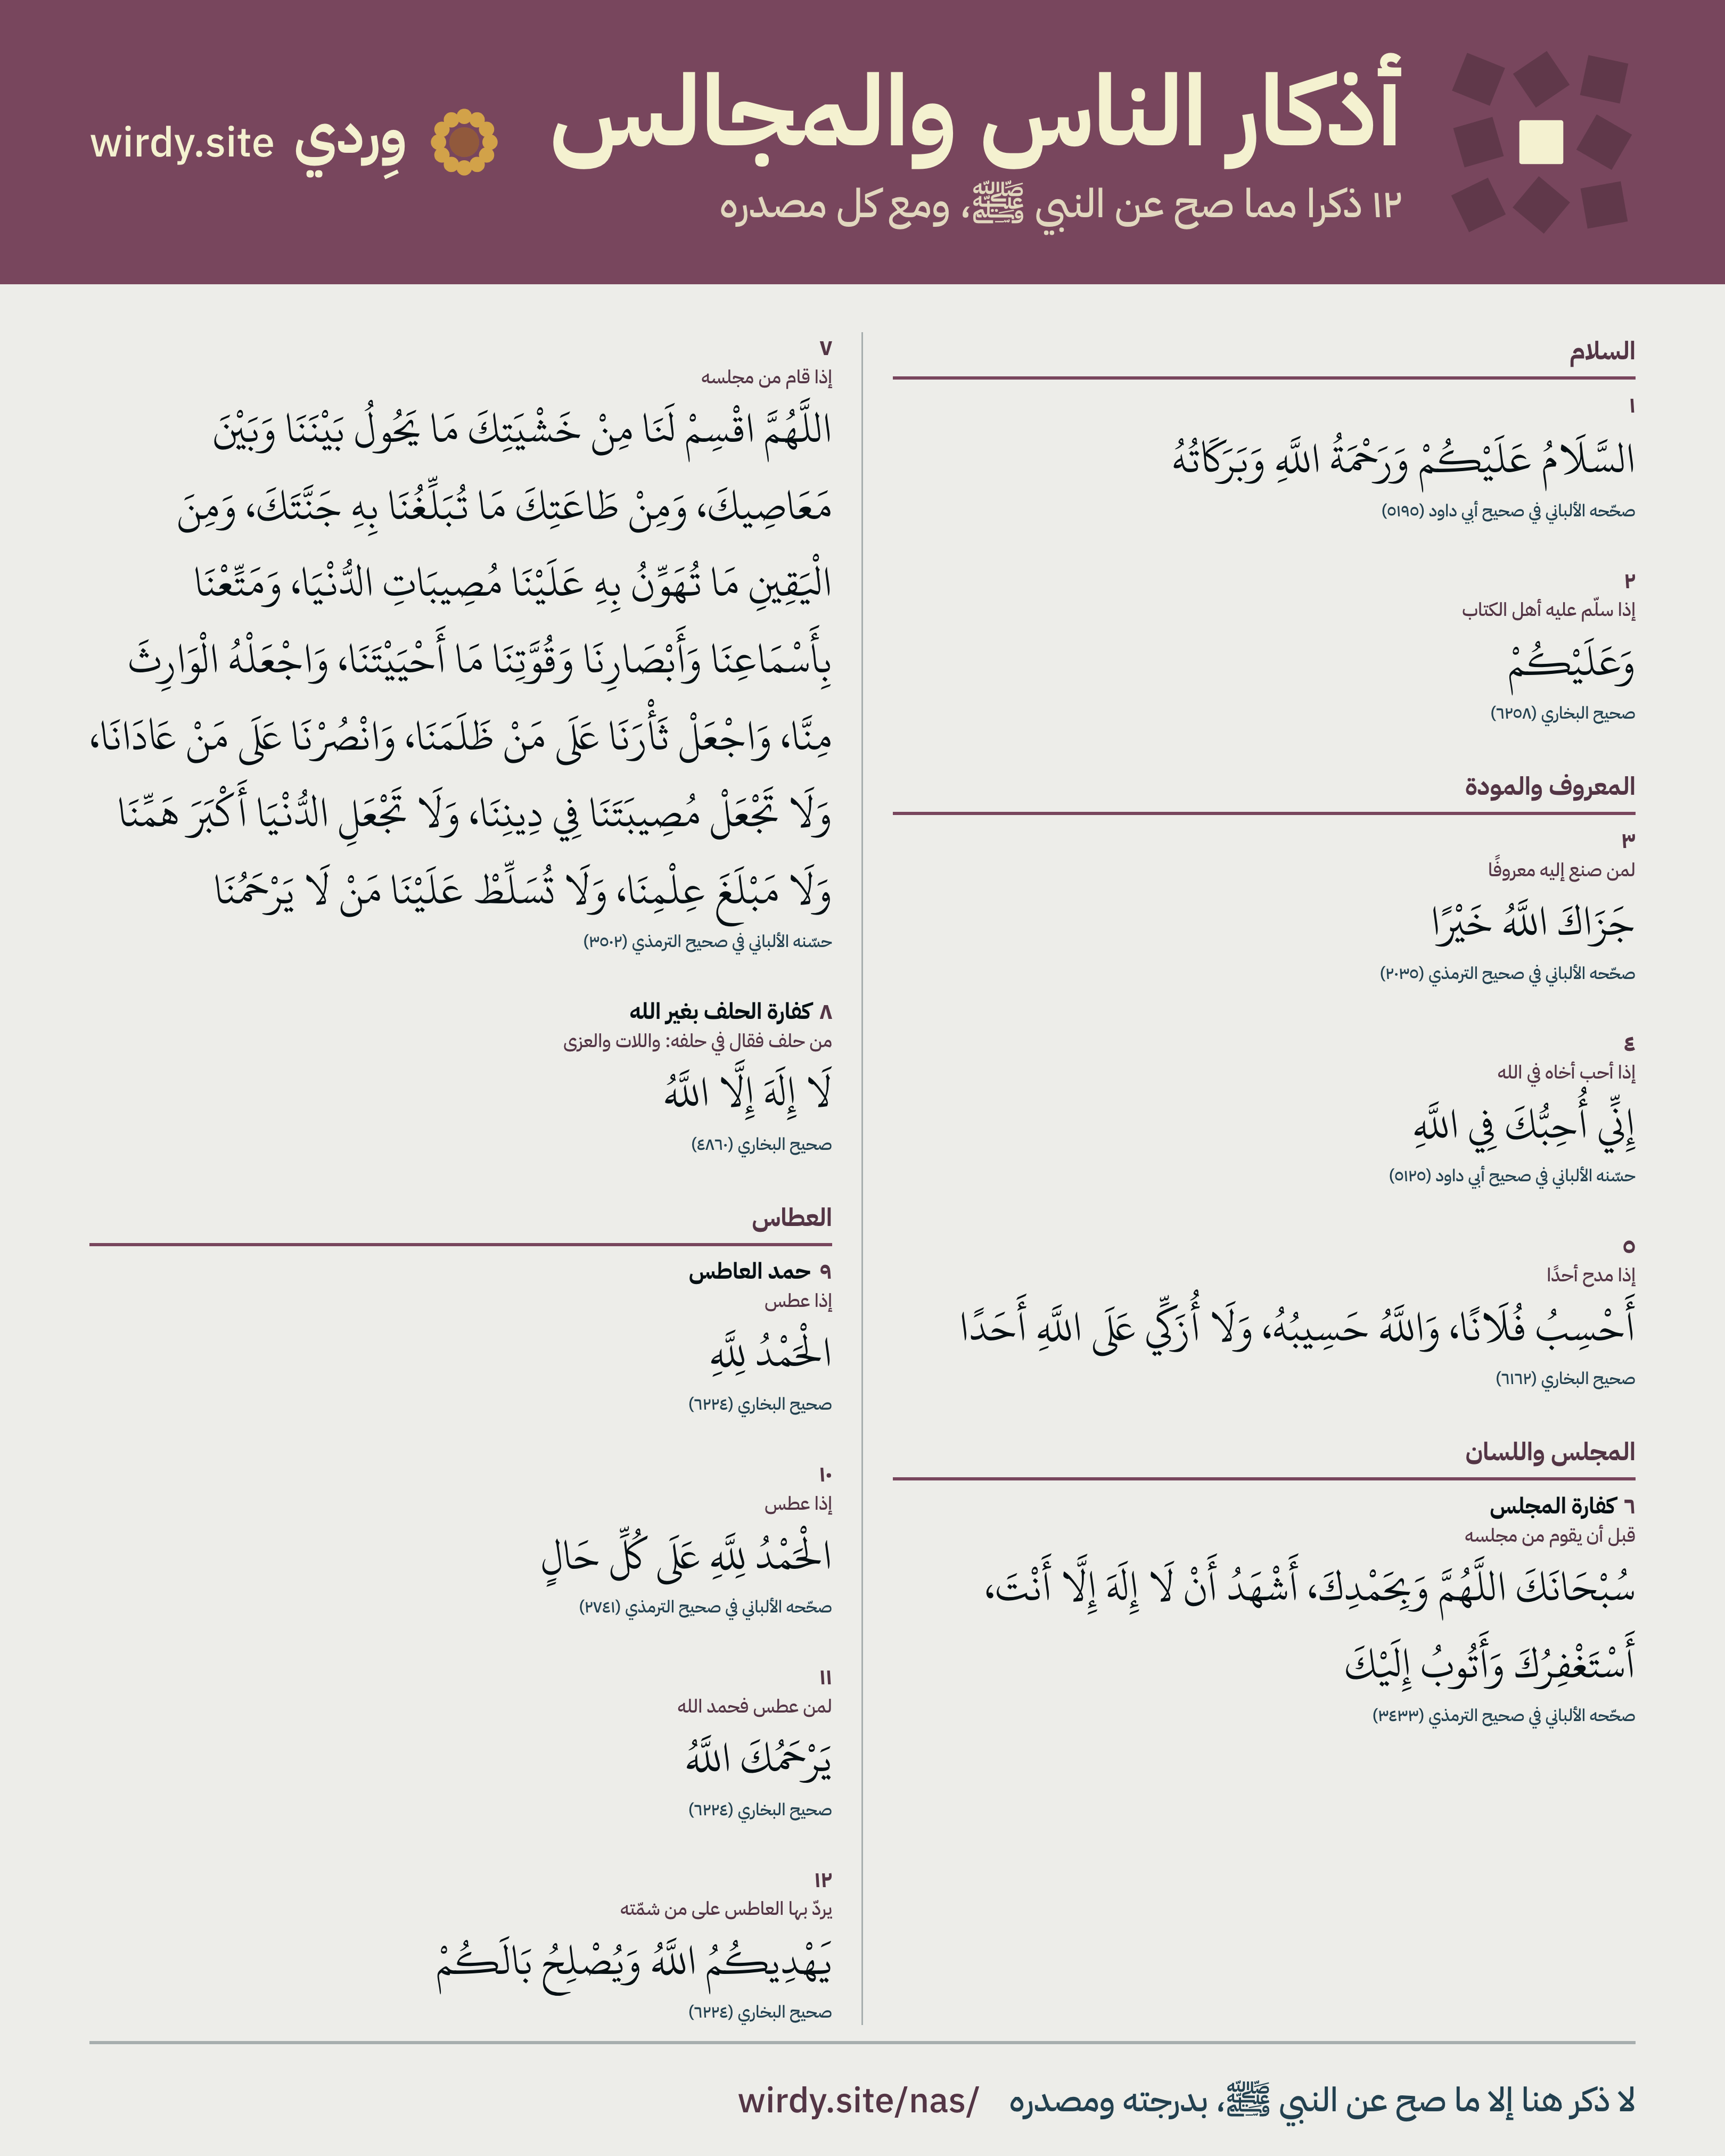 أذكار الناس والمجالس
١٢ ذكرا مما صح عن النبي ﷺ، ومع كل مصدره
وِردي wirdy.site
السلام
١
السَّلَامُ عَلَيْكُمْ وَرَحْمَةُ اللَّهِ وَبَرَكَاتُهُ
صحّحه الألباني في صحيح أبي داود (٥١٩٥)
٢
إذا سلّم عليه أهل الكتاب
وَعَلَيْكُمْ
صحيح البخاري (٦٢٥٨)
المعروف والمودة
٣
لمن صنع إليه معروفًا
جَزَاكَ اللَّهُ خَيْرًا
صحّحه الألباني في صحيح الترمذي (٢٠٣٥)
٤
إذا أحب أخاه في الله
إِنِّي أُحِبُّكَ فِي اللَّهِ
حسّنه الألباني في صحيح أبي داود (٥١٢٥)
٥
إذا مدح أحدًا
أَحْسِبُ فُلَانًا، وَاللَّهُ حَسِيبُهُ، وَلَا أُزَكِّي عَلَى اللَّهِ أَحَدًا
صحيح البخاري (٦١٦٢)
المجلس واللسان
٦ كفارة المجلس
قبل أن يقوم من مجلسه
سُبْحَانَكَ اللَّهُمَّ وَبِحَمْدِكَ، أَشْهَدُ أَنْ لَا إِلَهَ إِلَّا أَنْتَ،
أَسْتَغْفِرُكَ وَأَتُوبُ إِلَيْكَ
صحّحه الألباني في صحيح الترمذي (٣٤٣٣)
٧
إذا قام من مجلسه
اللَّهُمَّ اقْسِمْ لَنَا مِنْ خَشْيَتِكَ مَا يَحُولُ بَيْنَنَا وَبَيْنَ
مَعَاصِيكَ، وَمِنْ طَاعَتِكَ مَا تُبَلِّغُنَا بِهِ جَنَّتَكَ، وَمِنَ
الْيَقِينِ مَا تُهَوِّنُ بِهِ عَلَيْنَا مُصِيبَاتِ الدُّنْيَا، وَمَتِّعْنَا
بِأَسْمَاعِنَا وَأَبْصَارِنَا وَقُوَّتِنَا مَا أَحْيَيْتَنَا، وَاجْعَلْهُ الْوَارِثَ
مِنَّا، وَاجْعَلْ ثَأْرَنَا عَلَى مَنْ ظَلَمَنَا، وَانْصُرْنَا عَلَى مَنْ عَادَانَا،
وَلَا تَجْعَلْ مُصِيبَتَنَا فِي دِينِنَا، وَلَا تَجْعَلِ الدُّنْيَا أَكْبَرَ هَمِّنَا
وَلَا مَبْلَغَ عِلْمِنَا، وَلَا تُسَلِّطْ عَلَيْنَا مَنْ لَا يَرْحَمُنَا
حسّنه الألباني في صحيح الترمذي (٣٥٠٢)
٨ كفارة الحلف بغير الله
من حلف فقال في حلفه: واللات والعزى
لَا إِلَهَ إِلَّا اللَّهُ
صحيح البخاري (٤٨٦٠)
العطاس
٩ حمد العاطس
إذا عطس
الْحَمْدُ لِلَّهِ
صحيح البخاري (٦٢٢٤)
١٠
إذا عطس
الْحَمْدُ لِلَّهِ عَلَى كُلِّ حَالٍ
صحّحه الألباني في صحيح الترمذي (٢٧٤١)
١١
لمن عطس فحمد الله
يَرْحَمُكَ اللَّهُ
صحيح البخاري (٦٢٢٤)
١٢
يردّ بها العاطس على من شمّته
يَهْدِيكُمُ اللَّهُ وَيُصْلِحُ بَالَكُمْ
صحيح البخاري (٦٢٢٤)
لا ذكر هنا إلا ما صح عن النبي ﷺ، بدرجته ومصدره wirdy.site/nas/